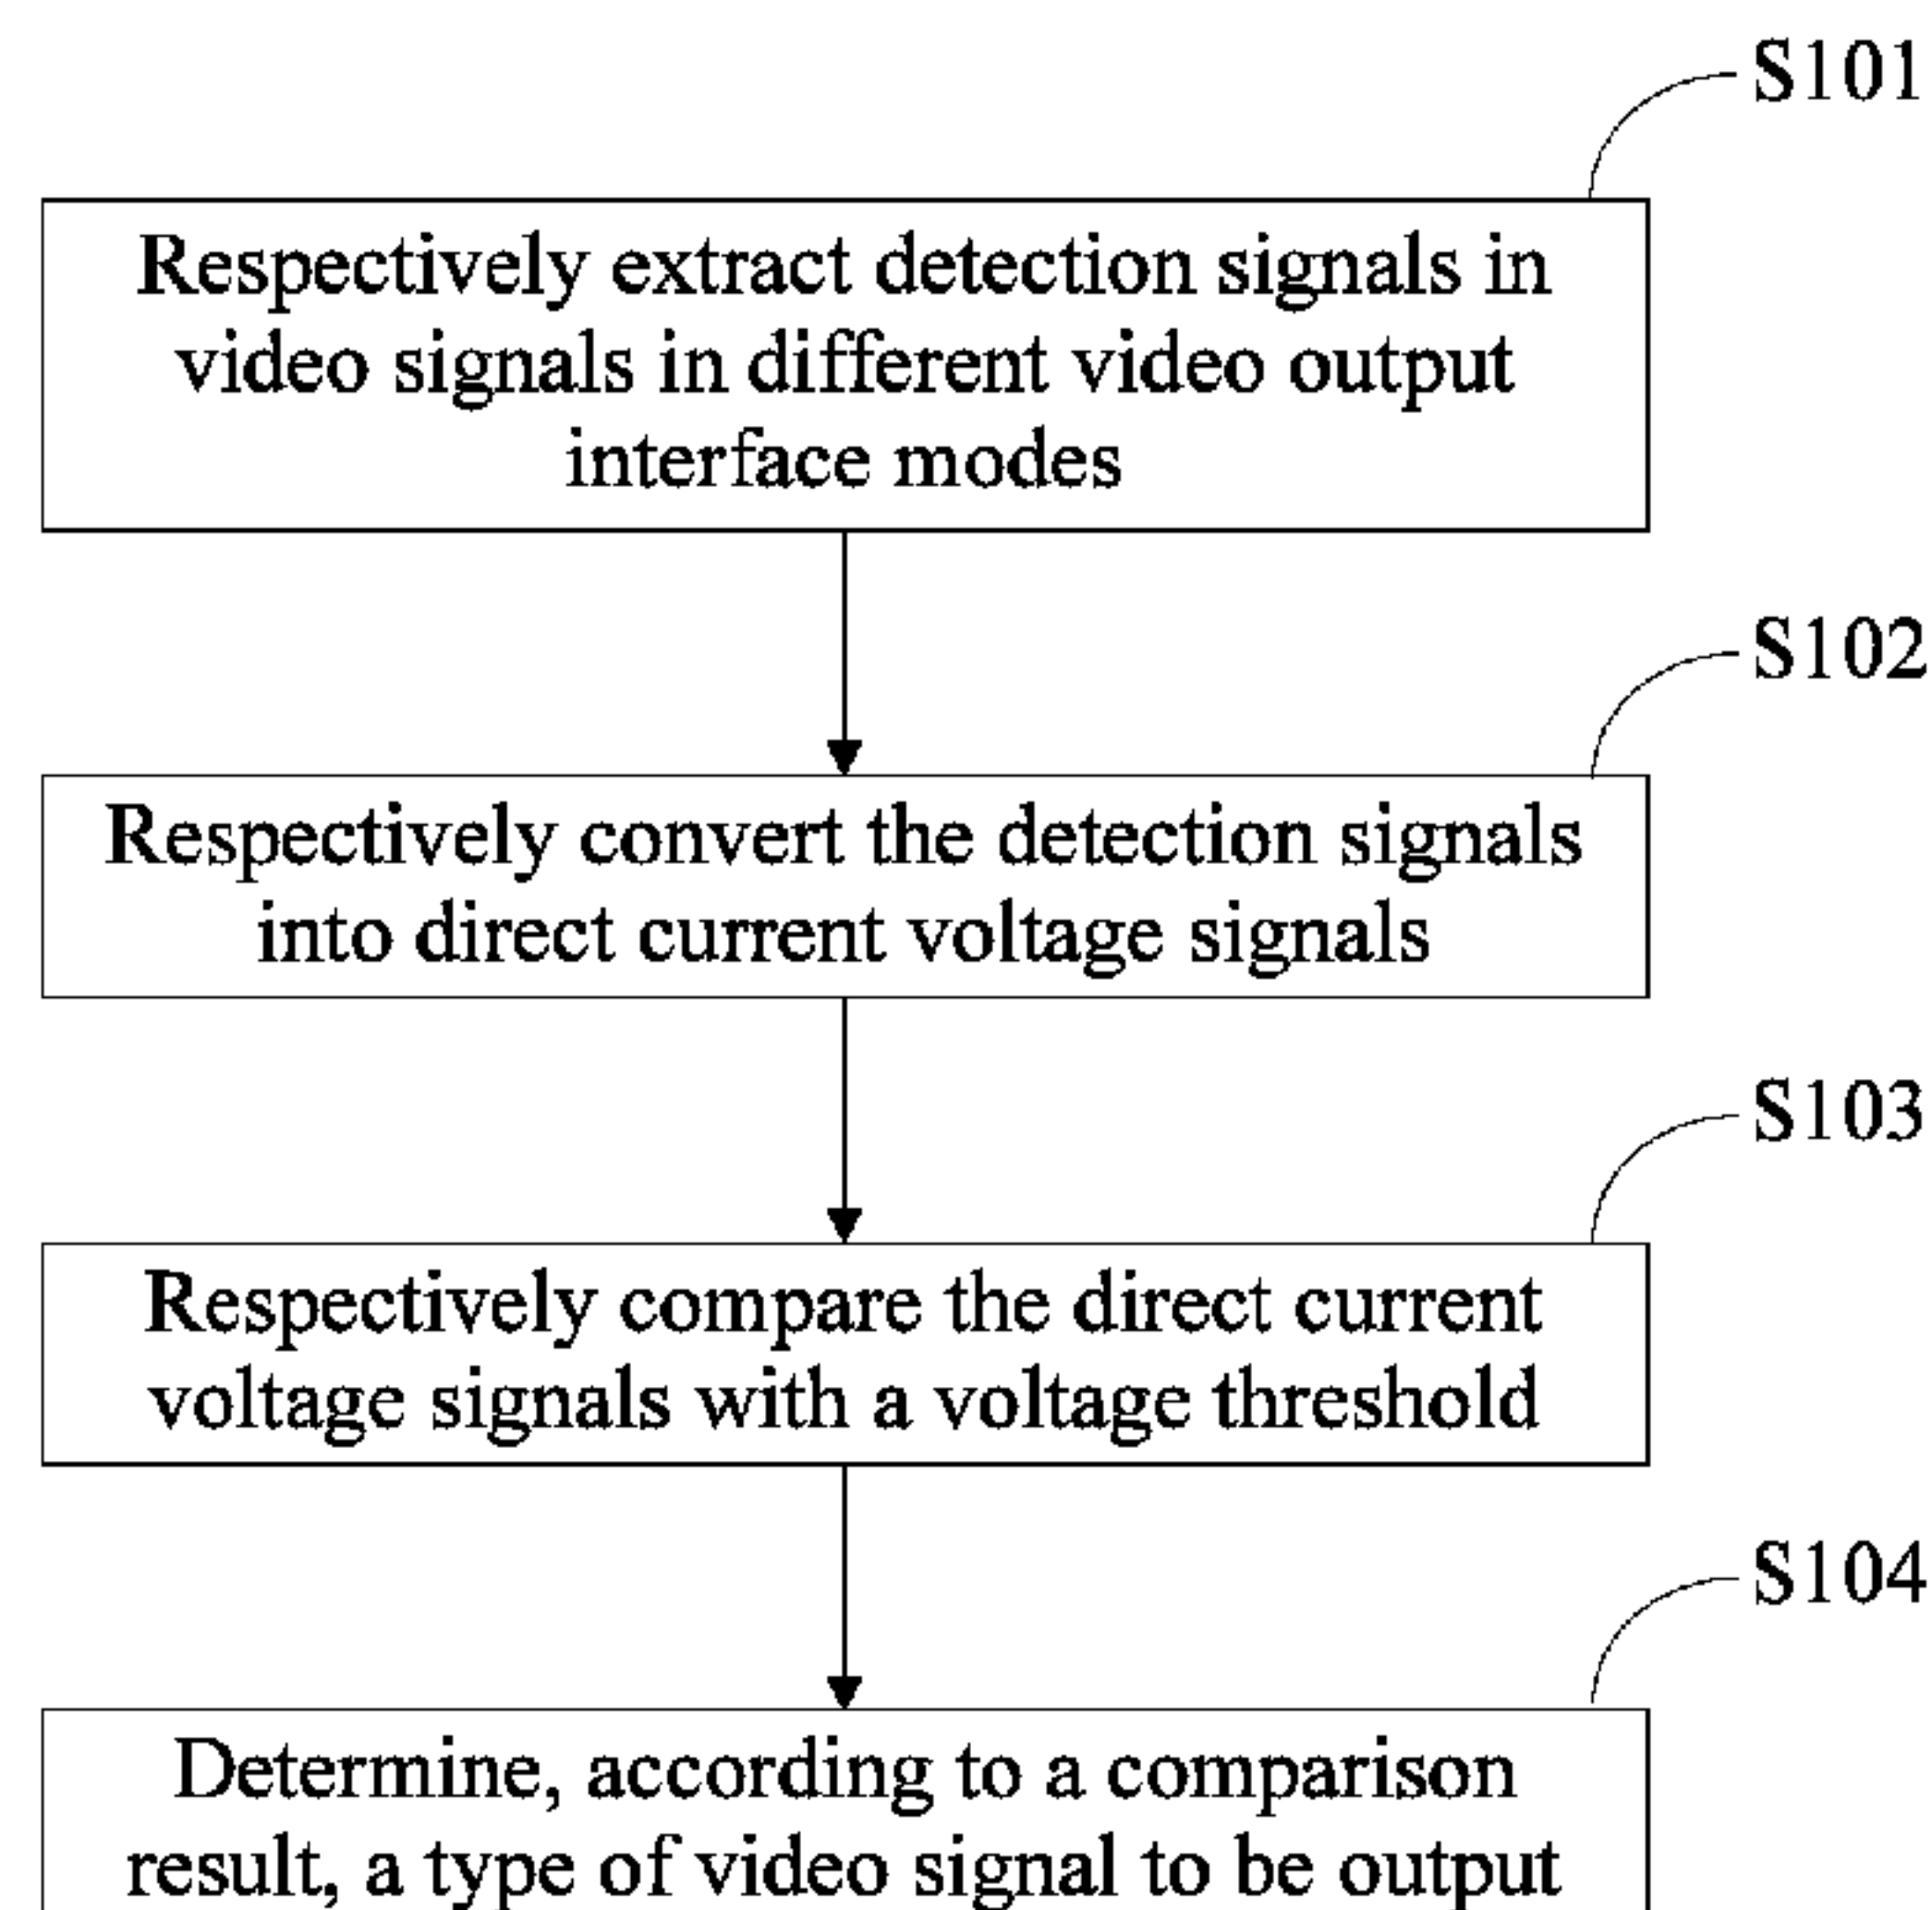 S101
Respectively extract detection signals in
video signals in different video output
interface modes
S102
Respectively convert the detection signals
into direct current voltage signals
S103
Respectively compare the direct current
voltage signals with a voltage threshold
S104
Determine, according to a comparison
result, a type of video signal to be output